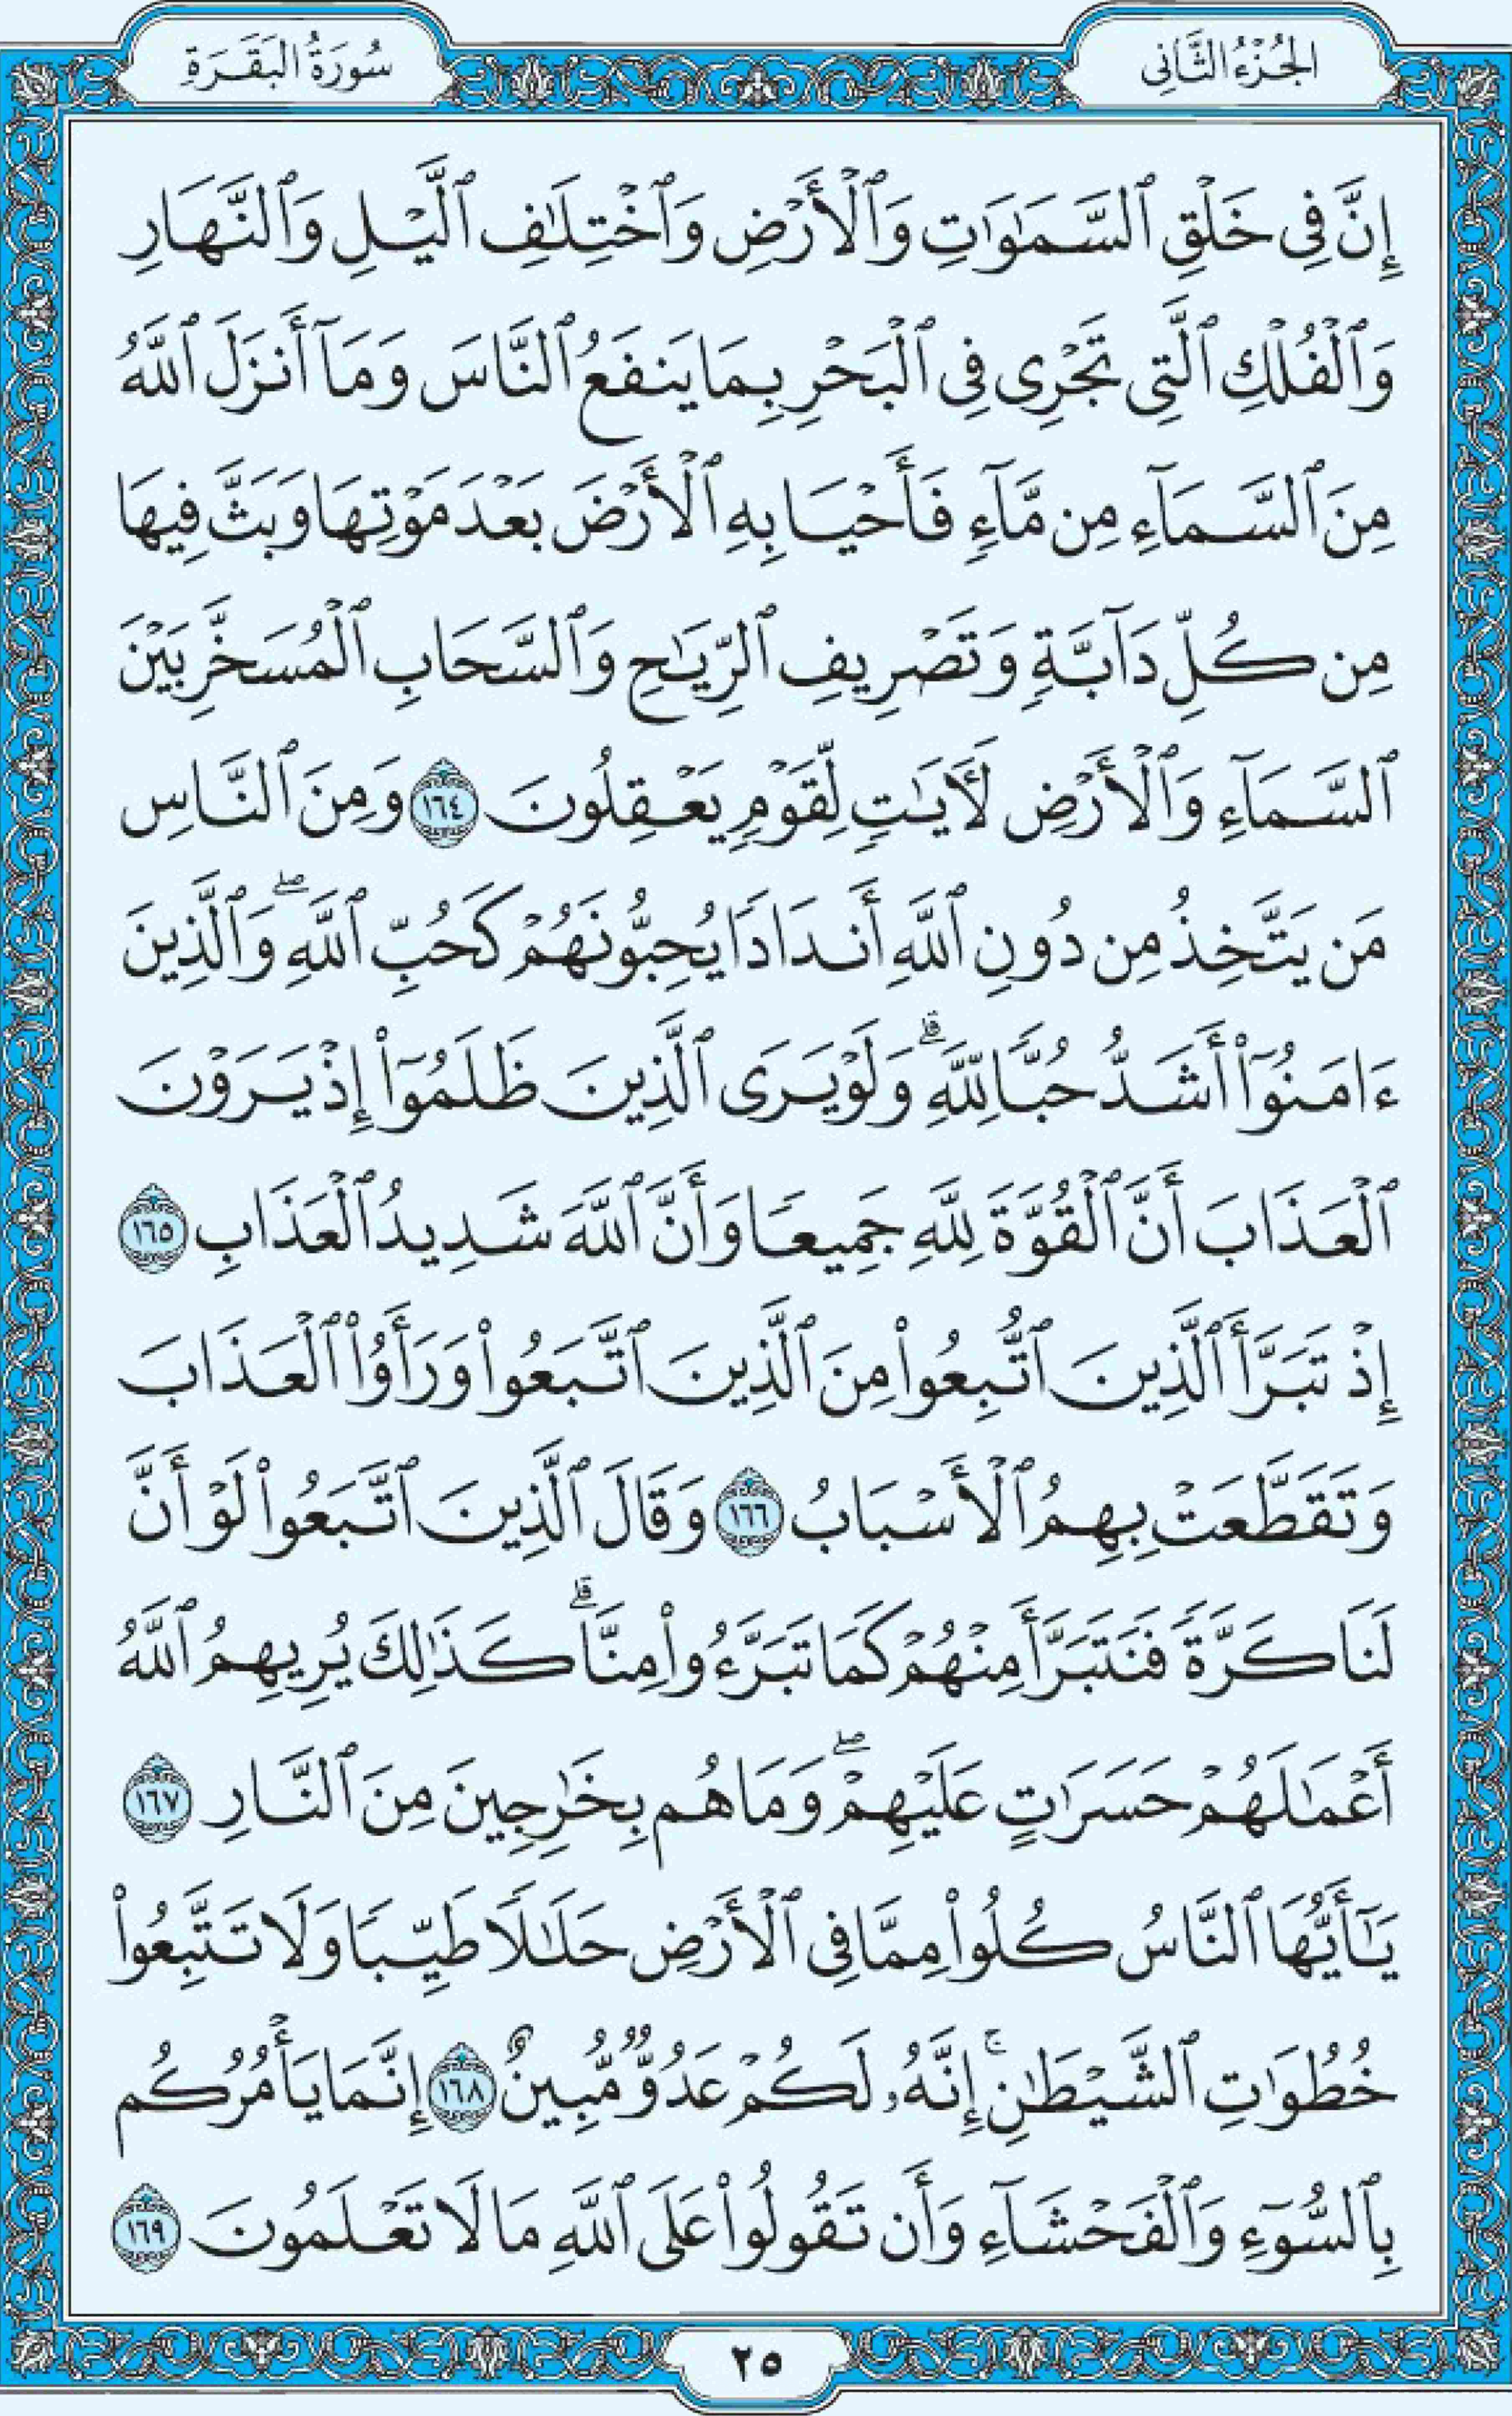 الجُزْءُ الثَّانِي
سُورَةُ البَقَرَةِ
إِنَّ فِى خَلْقِ ٱلسَّمَٰوَٰتِ وَٱلْأَرْضِ وَٱخْتِلَٰفِ ٱلَّيْلِ وَٱلنَّهَارِ
وَٱلْفُلْكِ ٱلَّتِى تَجْرِى فِى ٱلْبَحْرِ بِمَا يَنفَعُ ٱلنَّاسَ وَمَآ أَنزَلَ ٱللَّهُ
مِنَ ٱلسَّمَآءِ مِن مَّآءٍ فَأَحْيَا بِهِ ٱلْأَرْضَ بَعْدَ مَوْتِهَا وَبَثَّ فِيهَا
مِن كُلِّ دَآبَّةٍ وَتَصْرِيفِ ٱلرِّيَٰحِ وَٱلسَّحَابِ ٱلْمُسَخَّرِ بَيْنَ
ٱلسَّمَآءِ وَٱلْأَرْضِ لَءَايَٰتٍ لِّقَوْمٍ يَعْقِلُونَ ١٦٤ وَمِنَ ٱلنَّاسِ
مَن يَتَّخِذُ مِن دُونِ ٱللَّهِ أَندَادًا يُحِبُّونَهُمْ كَحُبِّ ٱللَّهِ ۖ وَٱلَّذِينَ
ءَامَنُوٓا۟ أَشَدُّ حُبًّا لِّلَّهِ ۗ وَلَوْ يَرَى ٱلَّذِينَ ظَلَمُوٓا۟ إِذْ يَرَوْنَ
ٱلْعَذَابَ أَنَّ ٱلْقُوَّةَ لِلَّهِ جَمِيعًا وَأَنَّ ٱللَّهَ شَدِيدُ ٱلْعَذَابِ ١٦٥
إِذْ تَبَرَّأَ ٱلَّذِينَ ٱتُّبِعُوا۟ مِنَ ٱلَّذِينَ ٱتَّبَعُوا۟ وَرَأَوُا۟ ٱلْعَذَابَ
وَتَقَطَّعَتْ بِهِمُ ٱلْأَسْبَابُ ١٦٦ وَقَالَ ٱلَّذِينَ ٱتَّبَعُوا۟ لَوْ أَنَّ
لَنَا كَرَّةً فَنَتَبَرَّأَ مِنْهُمْ كَمَا تَبَرَّءُوا۟ مِنَّا ۗ كَذَٰلِكَ يُرِيهِمُ ٱللَّهُ
أَعْمَٰلَهُمْ حَسَرَٰتٍ عَلَيْهِمْ ۖ وَمَا هُم بِخَٰرِجِينَ مِنَ ٱلنَّارِ ١٦٧
يَٰٓأَيُّهَا ٱلنَّاسُ كُلُوا۟ مِمَّا فِى ٱلْأَرْضِ حَلَٰلًا طَيِّبًا وَلَا تَتَّبِعُوا۟
خُطُوَٰتِ ٱلشَّيْطَٰنِ ۚ إِنَّهُۥ لَكُمْ عَدُوٌّ مُّبِينٌ ١٦٨ إِنَّمَا يَأْمُرُكُم
بِٱلسُّوٓءِ وَٱلْفَحْشَآءِ وَأَن تَقُولُوا۟ عَلَى ٱللَّهِ مَا لَا تَعْلَمُونَ ١٦٩
٢٥